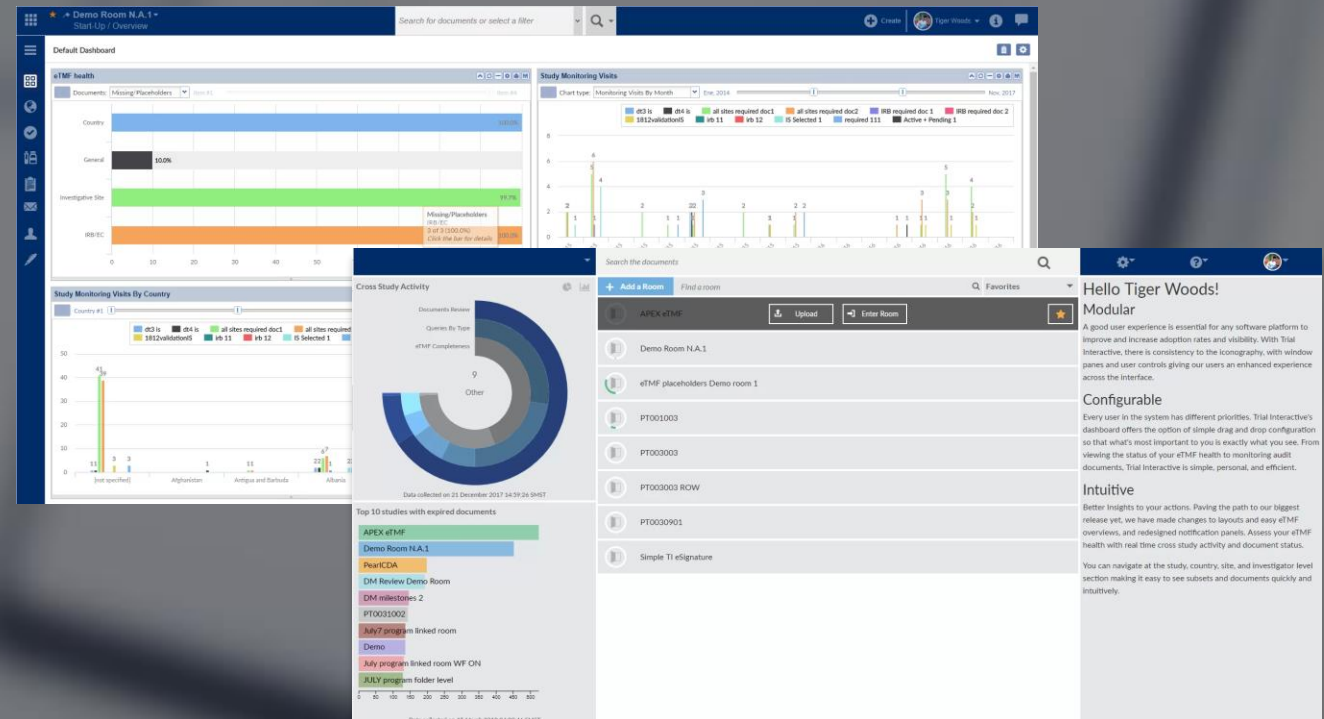 Demo Room N.A.1
Start-Up / Overview
Search for documents or select a filter
Create
Tiger Woods
Default Dashboard
eTMF health
Documents: Missing/Placeholders
Country
100.0%
General
10.0%
Investigative Site
99.7%
IRB/EC
100.0%
Missing/Placeholders
IRB/EC
3 of 3 (100.0%)
Click the bar for details
0 10 20 30 40 50
Study Monitoring Visits
Chart type: Monitoring Visits By Month
Ene, 2014
Nov, 2017
dt3 is dt4 is all sites required doc1 all sites required doc2 IRB required doc 1 IRB required doc 2
1812validationIS irb 11 irb 12 IS Selected 1 required 111 Active + Pending 1
8
6
4
2
0
Study Monitoring Visits By Country
Country #1
dt3 is dt4 is all sites required doc1 all sites required
1812validationIS irb 11 irb 12 IS Selected 1
50
40
30
20
10
0
[not specified] Afghanistan Antigua and Barbuda Albania
Cross Study Activity
Documents Review
Queries By Type
eTMF Completeness
9
Other
Data collected on 21 December 2017 14:59:26 SMST
Top 10 studies with expired documents
APEX eTMF
Demo Room N.A.1
PearlCDA
DM Review Demo Room
DM milestones 2
PT0031002
July7 program linked room
Demo
July program linked room WF ON
JULY program folder level
0 50 100 150 200 250 300 350 400 450 500
Search the documents
+ Add a Room
Find a room
Favorites
APEX eTMF
Upload
Enter Room
Demo Room N.A.1
eTMF placeholders Demo room 1
PT001003
PT003003
PT003003 ROW
PT0030901
Simple TI eSignature
Hello Tiger Woods!
Modular
A good user experience is essential for any software platform to
improve and increase adoption rates and visibility. With Trial
Interactive, there is consistency to the iconography, with window
panes and user controls giving our users an enhanced experience
across the interface.
Configurable
Every user in the system has different priorities. Trial Interactive's
dashboard offers the option of simple drag and drop configuration
so that what's most important to you is exactly what you see. From
viewing the status of your eTMF health to monitoring audit
documents, Trial Interactive is simple, personal, and efficient.
Intuitive
Better Insights to your actions. Paving the path to our biggest
release yet, we have made changes to layouts and easy eTMF
overviews, and redesigned notification panels. Assess your eTMF
health with real time cross study activity and document status.
You can navigate at the study, country, site, and investigator level
section making it easy to see subsets and documents quickly and
intuitively.